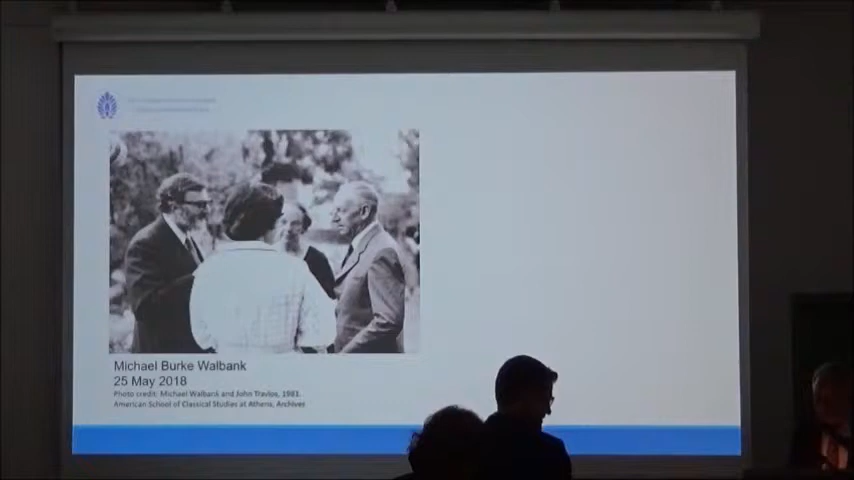 Michael Burke Walbank
25 May 2018
Photo credit: Michael Walbank and John Travlos, 1981.
American School of Classical Studies at Athens, Archives